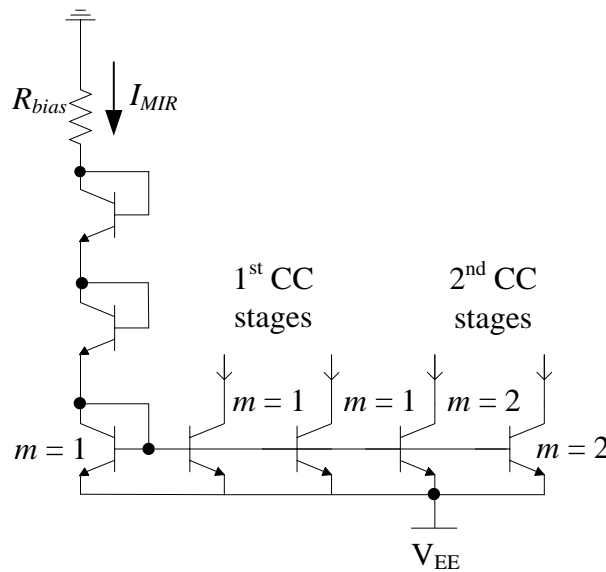 R_bias
I_MIR
1st CC
stages
2nd CC
stages
m = 1
m = 1
m = 1
m = 2
m = 2
V_EE